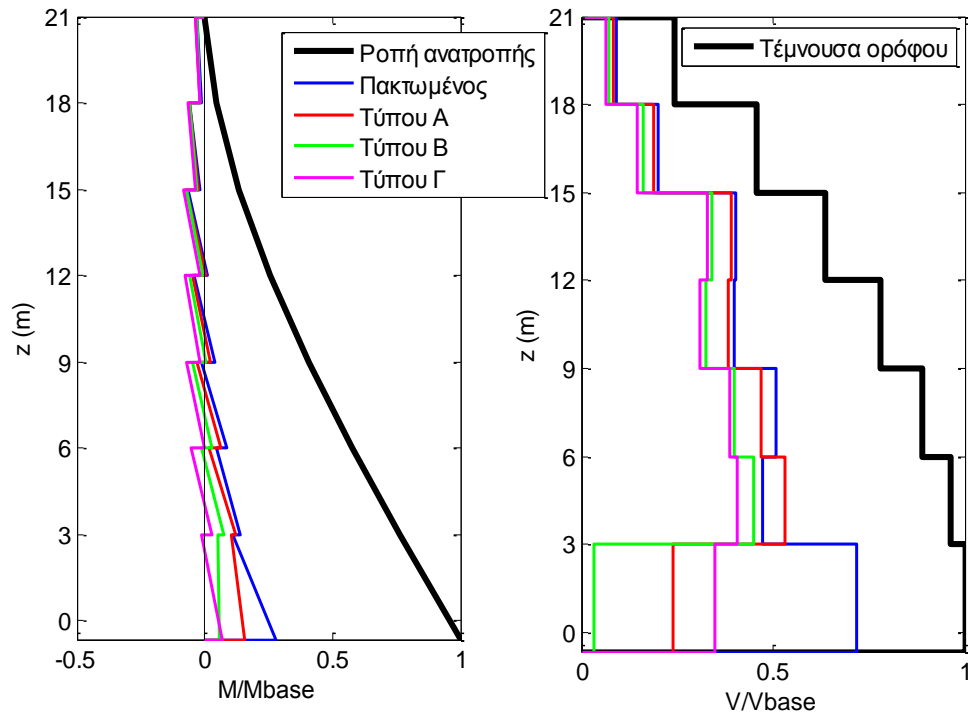 21
18
15
12
9
6
3
0
z (m)
-0.5
0
0.5
1
M/Mbase
Ροπή ανατροπής
Πακτωμένος
Τύπου Α
Τύπου Β
Τύπου Γ
21
18
15
12
9
6
3
0
z (m)
0
0.5
1
V/Vbase
Τέμνουσα ορόφου